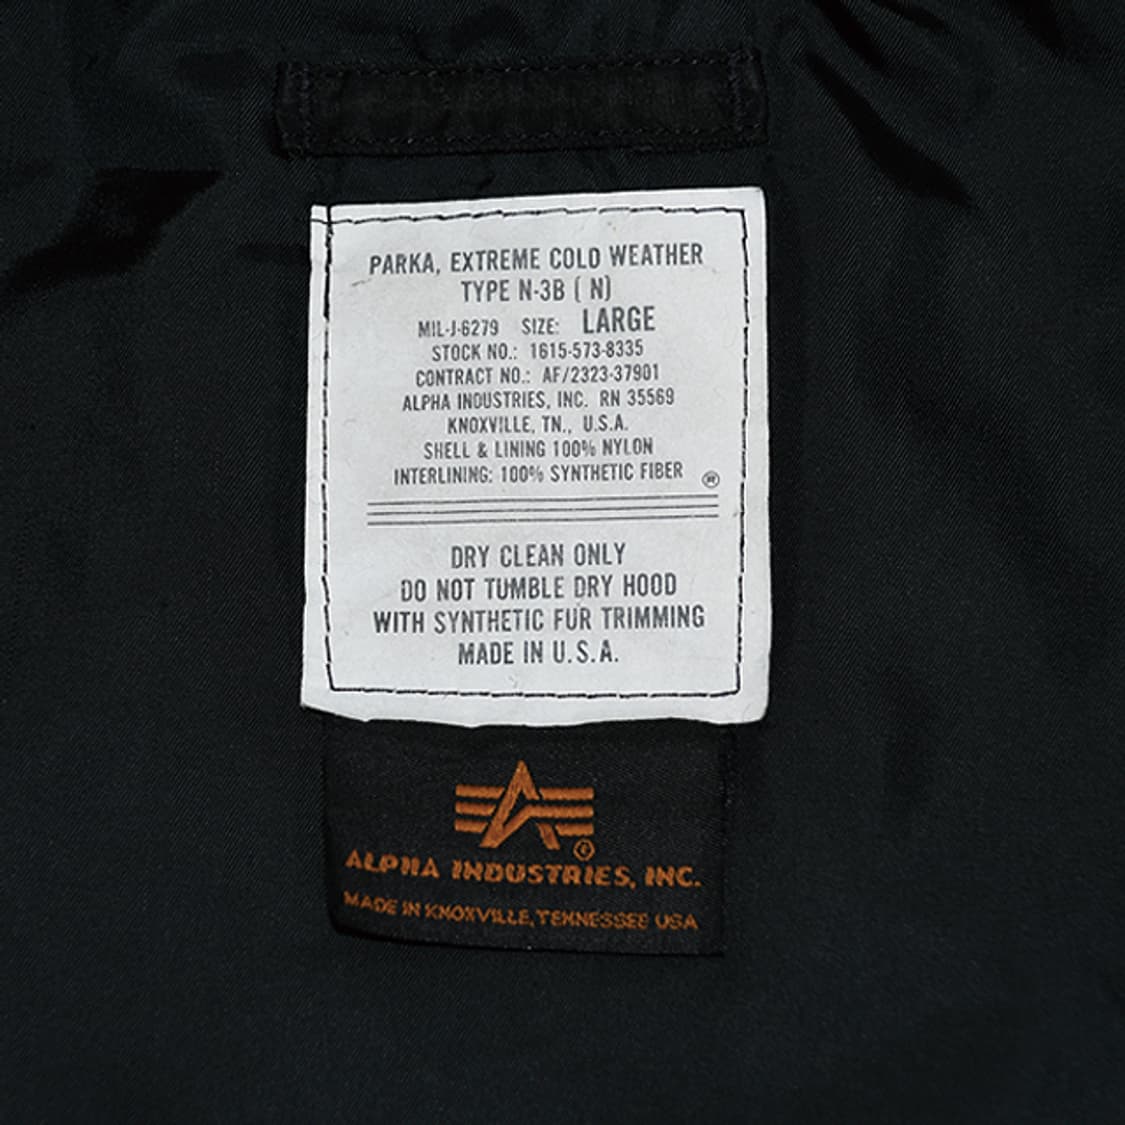 PARKA, EXTREME COLD WEATHER
TYPE N-3B ( N)
MIL-J-6279 SIZE: LARGE
STOCK NO.: 1615-573-8335
CONTRACT NO.: AF/2323-37901
ALPHA INDUSTRIES, INC. RN 35569
KNOXVILLE, TN., U.S.A.
SHELL & LINING 100% NYLON
INTERLINING: 100% SYNTHETIC FIBER ®
DRY CLEAN ONLY
DO NOT TUMBLE DRY HOOD
WITH SYNTHETIC FUR TRIMMING
MADE IN U.S.A.
®
ALPHA INDUSTRIES, INC.
MADE IN KNOXVILLE, TENNESSEE USA